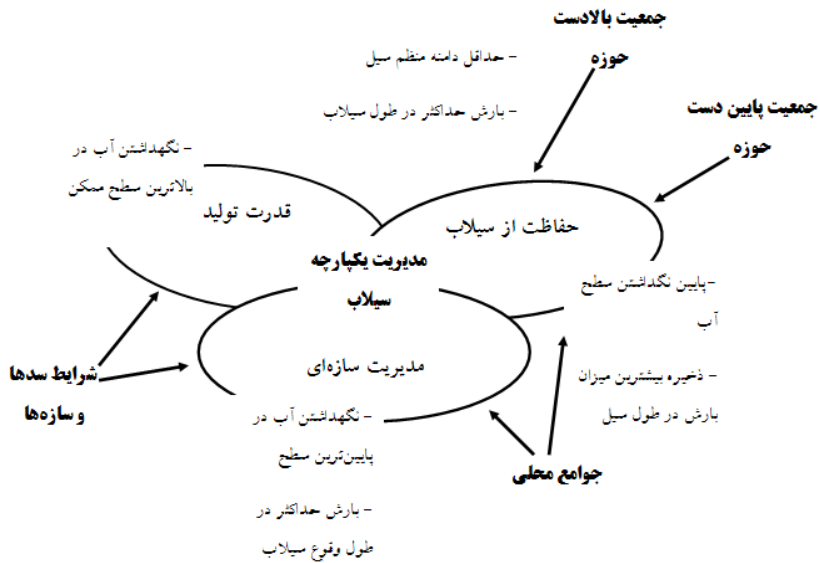 جمعیت بالادست
حوزه
- حداقل دامنه منظم سیل
- بارش حداکثر در طول سیلاب
جمعیت پایین دست
حوزه
- نگهداشتن آب در
بالاترین سطح ممکن
قدرت تولید
حفاظت از سیلاب
مدیریت یکپارچه
سیلاب
-پایین نگداشتن سطح
آب
- ذخیره بیشترین میزان
بارش در طول سیل
مدیریت سازه‌ای
شرایط سدها
و سازه‌ها
- نگهداشتن آب در
پایین‌ترین سطح
- بارش حداکثر در
طول وقوع سیلاب
جوامع محلی